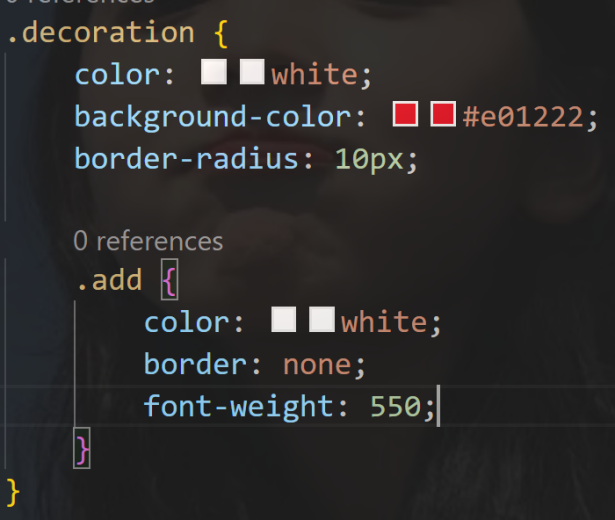 0 references
.decoration {
color: white;
background-color: #e01222;
border-radius: 10px;
0 references
.add {
color: white;
border: none;
font-weight: 550;
}
}